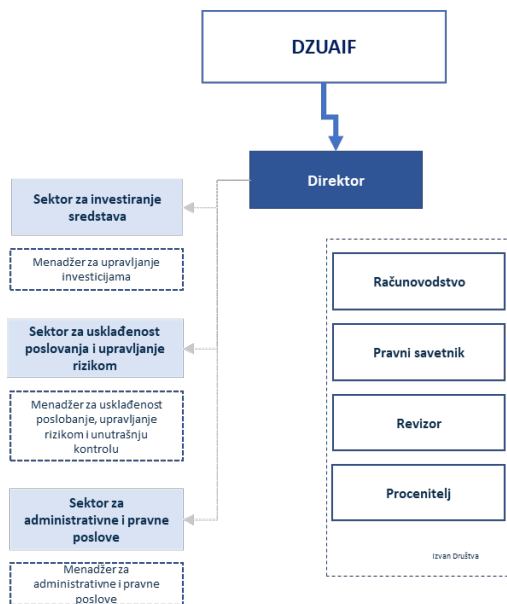 DZUAIF
Direktor
Sektor za investiranje
sredstava
Menadžer za upravljanje
investicijama
Sektor za usklađenost
poslovanja i upravljanje
rizikom
Menadžer za usklađenost
poslobanje, upravljanje
rizikom i unutrašnju
kontrolu
Sektor za
administrativne i pravne
poslove
Menadžer za
administrativne i pravne
poslove
Računovodstvo
Pravni savetnik
Revizor
Procenitelj
Izvan Društva